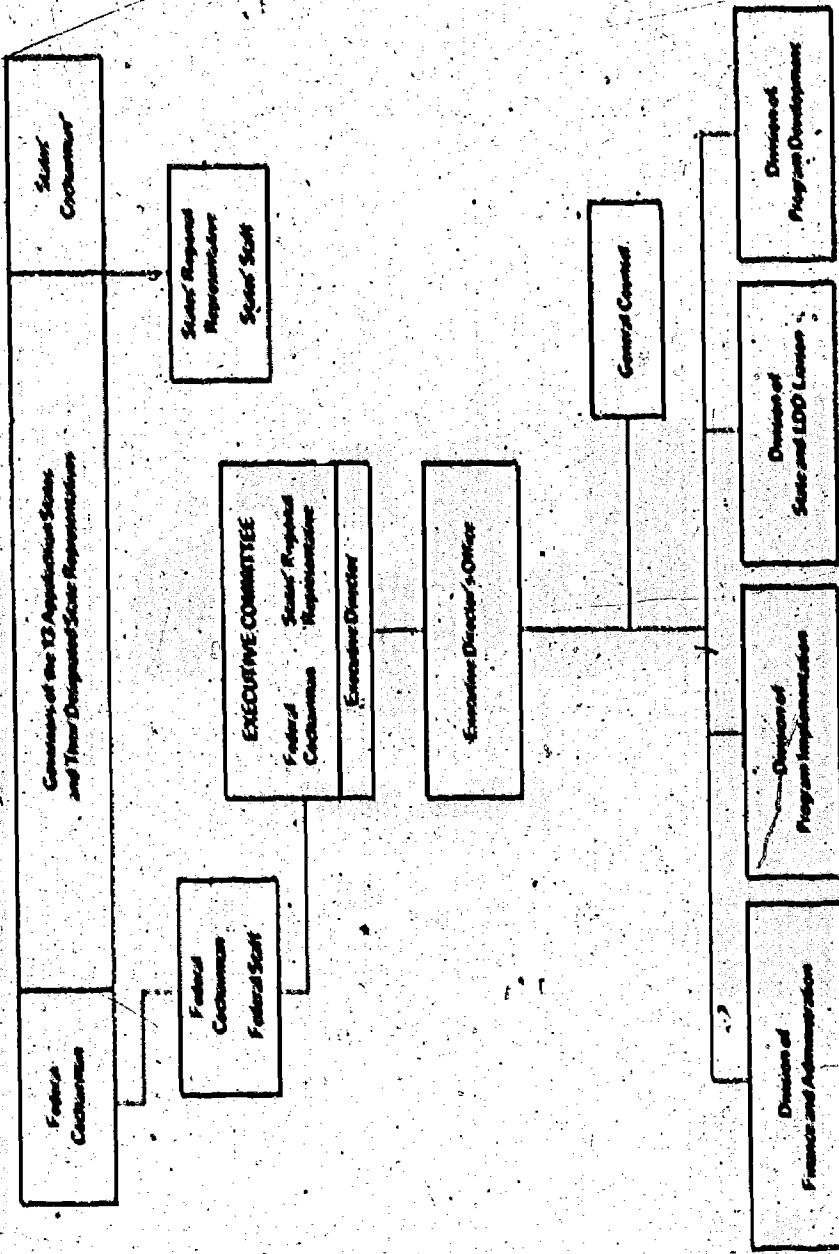 Federal
Cochairman
Governors of the 13 Appalachian States
and Their Designated State Representatives
States'
Cochairman
Federal
Cochairman
Federal Staff
States' Regional
Representative
States' Staff
EXECUTIVE COMMITTEE
Federal
Cochairman
States' Regional
Representative
Executive Director
Executive Director's Office
General Counsel
Division of
Finance and Administration
Division of
Program Implementation
Division of
State and LDD Liaison
Division of
Program Development